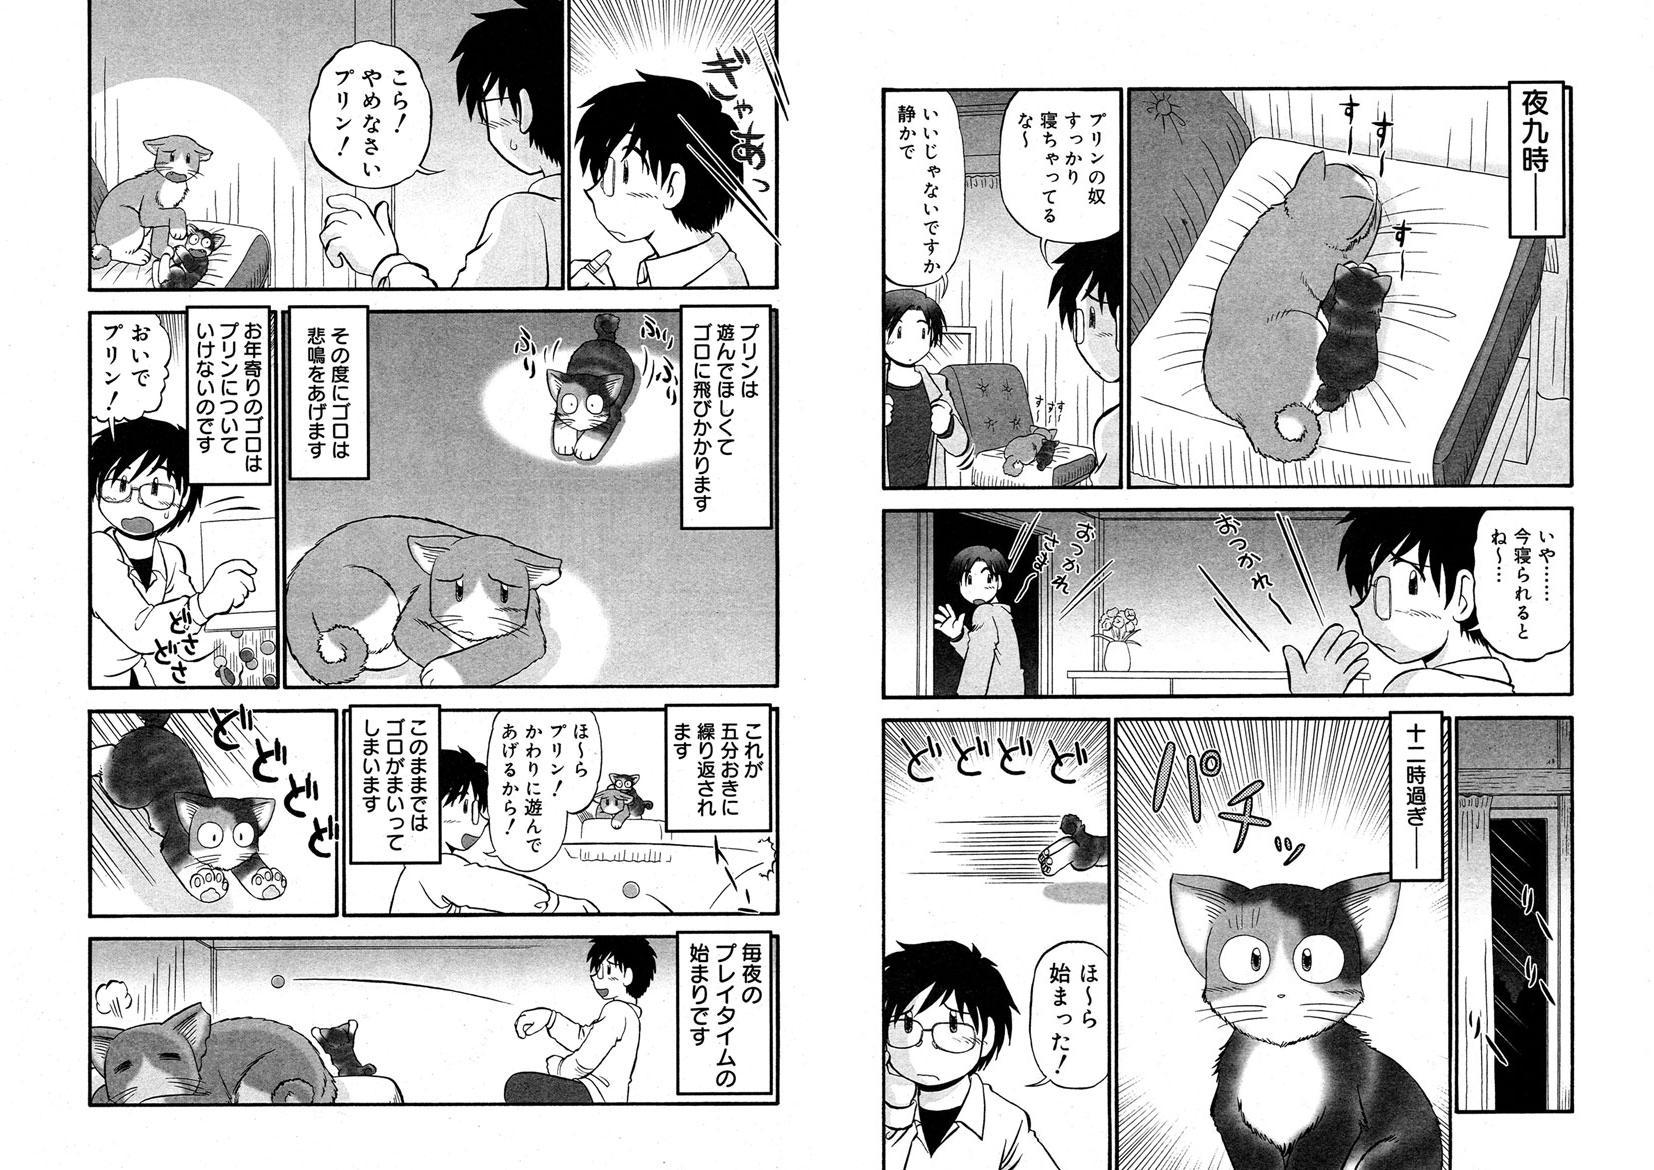 夜九時――
すー
すー
すー
プリンの奴
すっかり
寝ちゃってる
な～
いいじゃないですか
静かで
すー
すー
すー
いや……
今寝られると
ね～…
おつかれ～
おつかれ
さま～
十二時過ぎ――
パチッ
どどどど
ほ～ら
始まった！
ぎゃあっ
こら！
やめなさい
プリン！
プリンは
遊んでほしくて
ゴロに飛びかかります
ふり
ふり
ふり
その度にゴロは
悲鳴をあげます
お年寄りのゴロは
プリンについて
いけないのです
おいで
プリン！
どさ
どさ
これが
五分おきに
繰り返され
ます
ほ～ら
プリン！
かわりに遊んで
あげるから！
このままでは
ゴロがまいって
しまいます
どどどど
毎夜の
プレイタイムの
始まりです